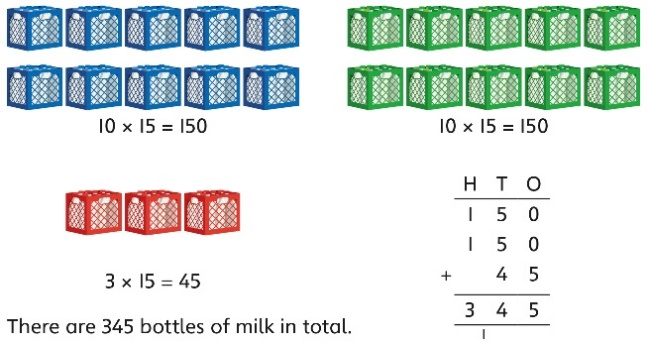 10 × 15 = 150
10 × 15 = 150
3 × 15 = 45
H T O
1 5 0
1 5 0
+ 4 5
3 4 5
1
There are 345 bottles of milk in total.